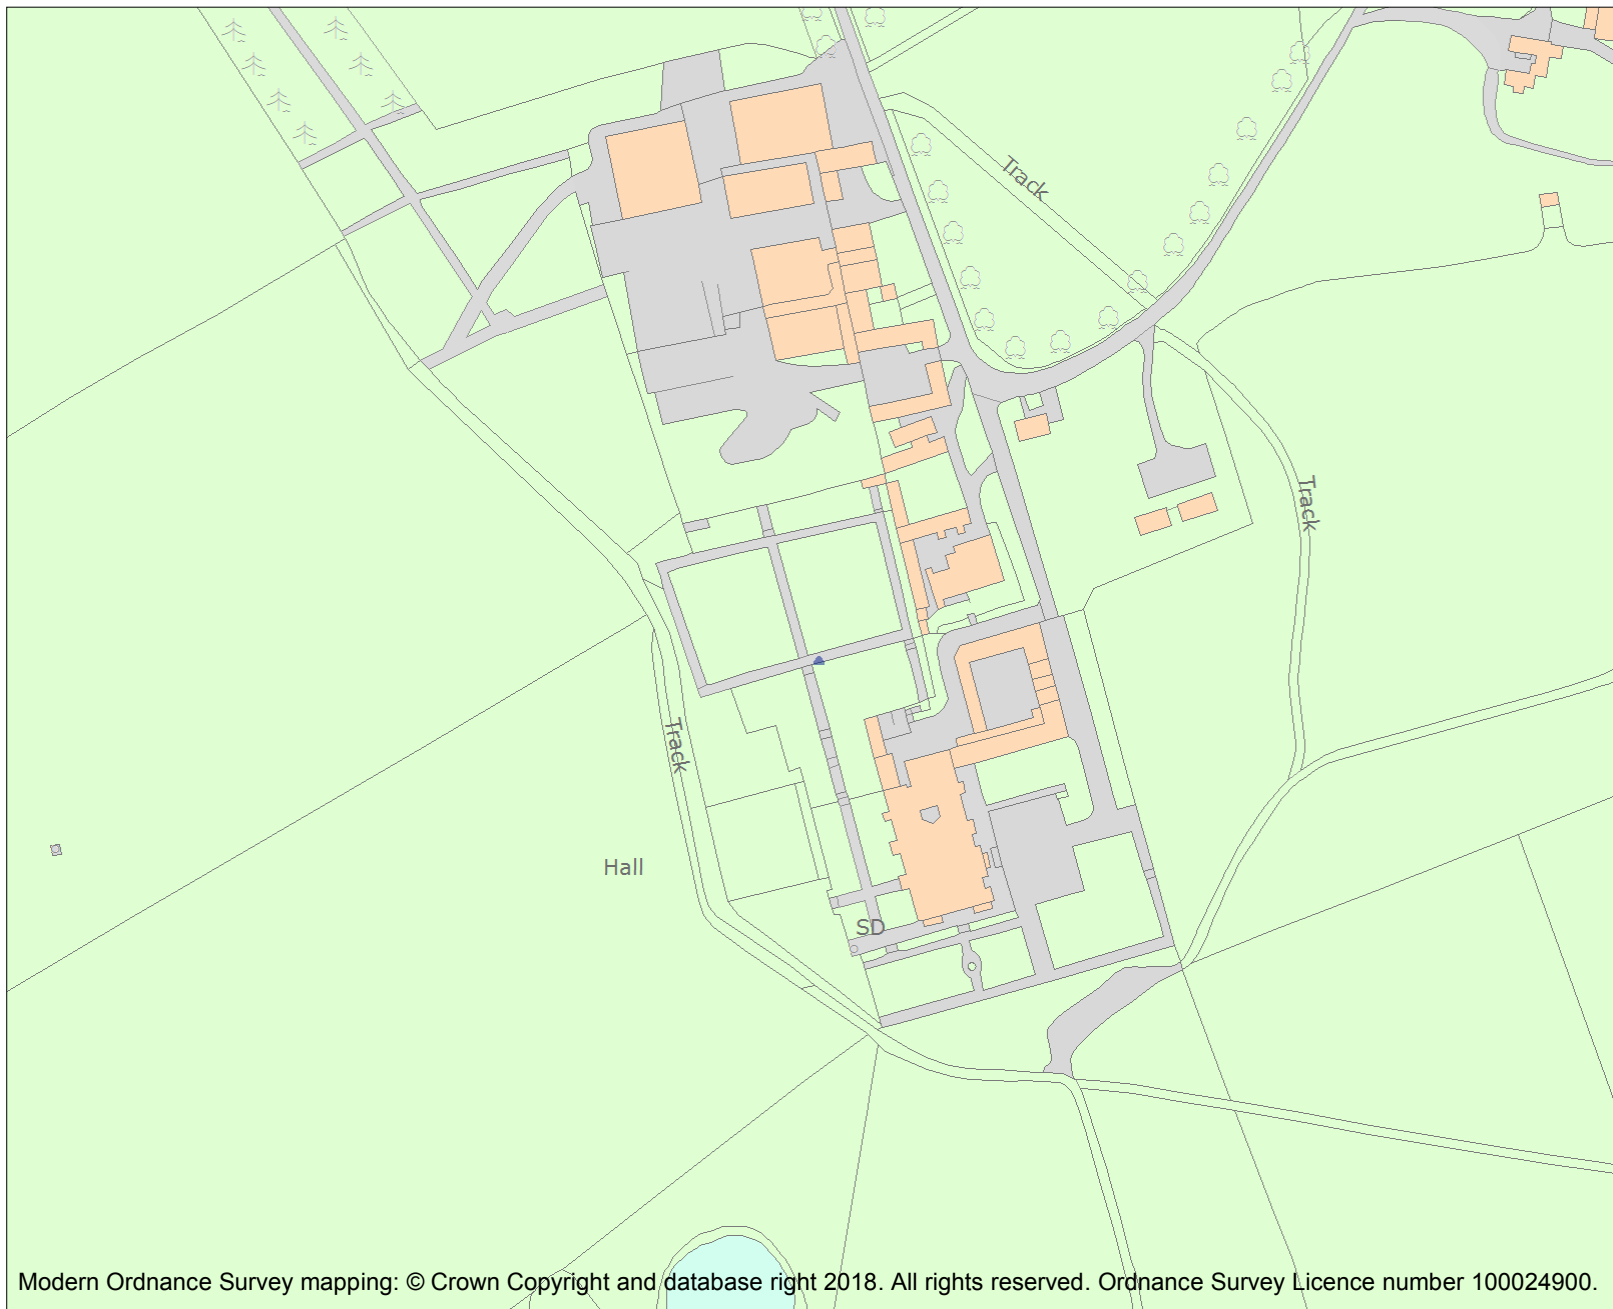 Track
Track
Track
Hall
SD
Modern Ordnance Survey mapping: © Crown Copyright and database right 2018. All rights reserved. Ordnance Survey Licence number 100024900.